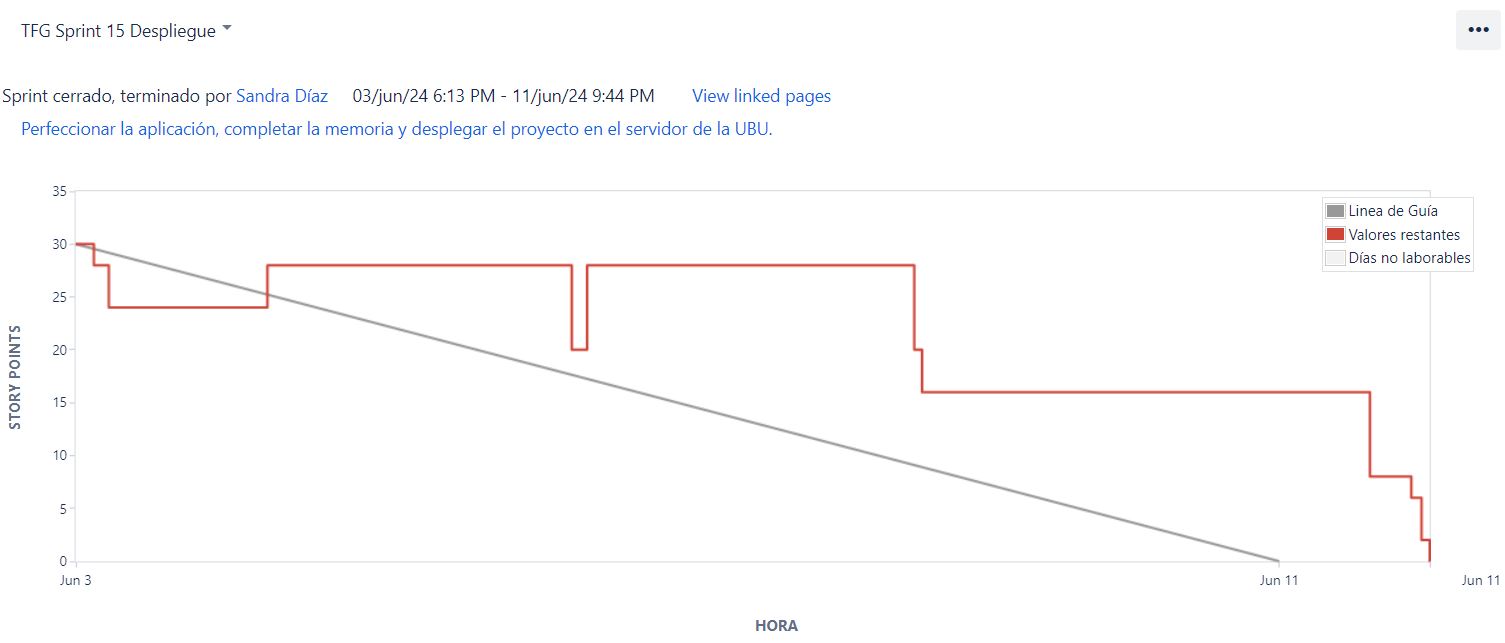 TFG Sprint 15 Despliegue
Sprint cerrado, terminado por Sandra Díaz 03/jun/24 6:13 PM - 11/jun/24 9:44 PM View linked pages
Perfeccionar la aplicación, completar la memoria y desplegar el proyecto en el servidor de la UBU.
35
30
25
20
15
10
5
0
STORY POINTS
Linea de Guía
Valores restantes
Días no laborables
Jun 3
Jun 11
Jun 11
HORA